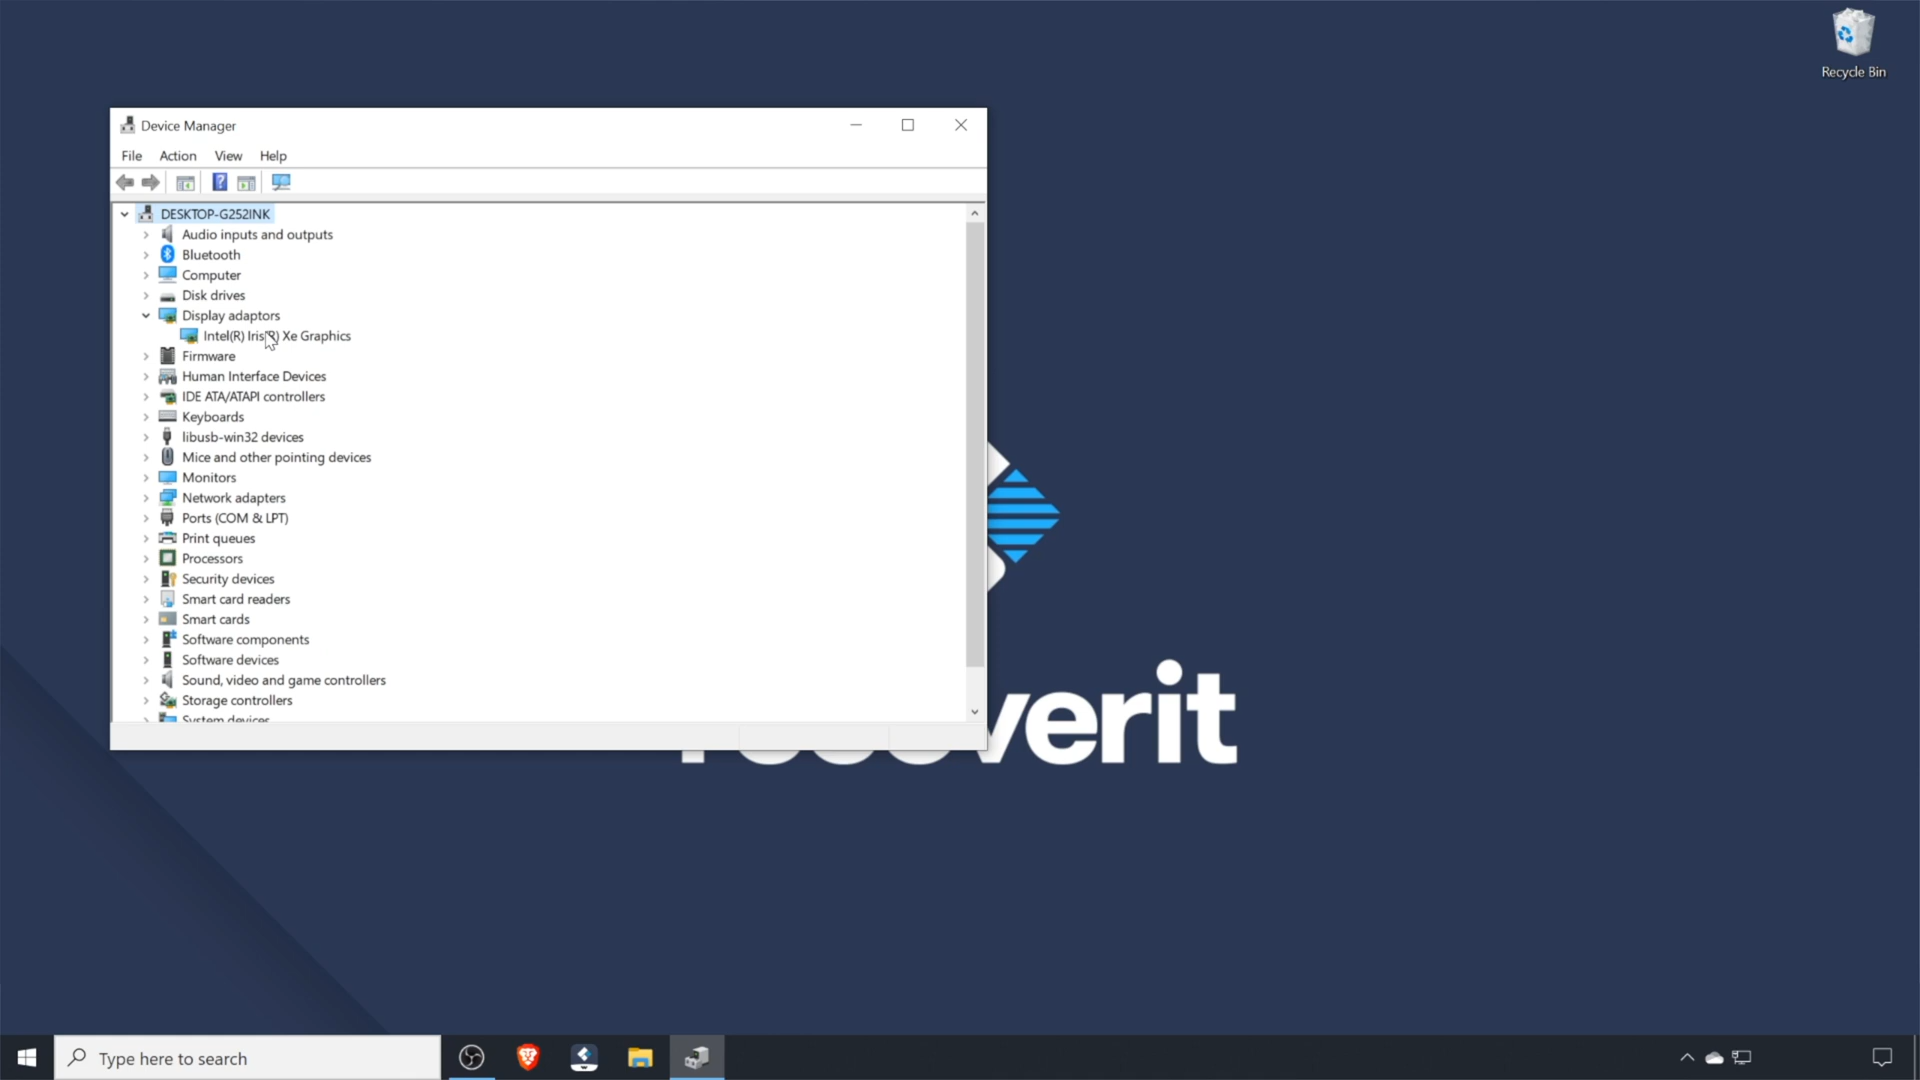 Recycle Bin
Device Manager
File Action View Help
DESKTOP-G252INK
Audio inputs and outputs
Bluetooth
Computer
Disk drives
Display adaptors
Intel(R) Iris(R) Xe Graphics
Firmware
Human Interface Devices
IDE ATA/ATAPI controllers
Keyboards
libusb-win32 devices
Mice and other pointing devices
Monitors
Network adapters
Ports (COM & LPT)
Print queues
Processors
Security devices
Smart card readers
Smart cards
Software components
Software devices
Sound, video and game controllers
Storage controllers
System devices
verit
Type here to search